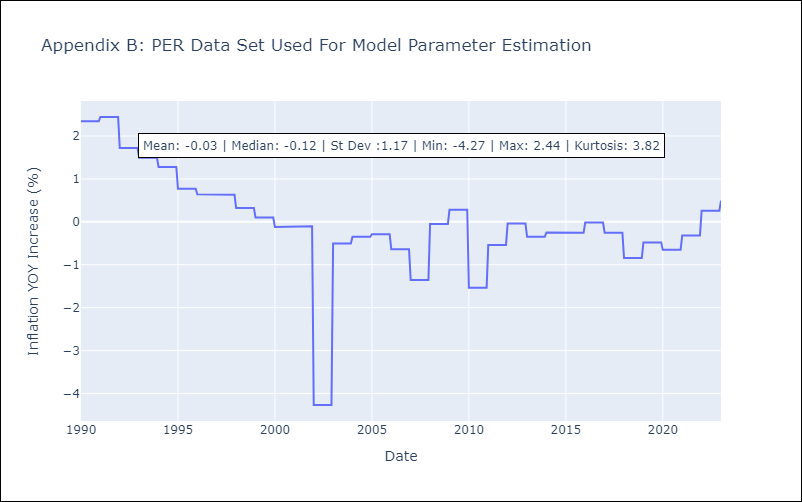 Appendix B: PER Data Set Used For Model Parameter Estimation
Mean: -0.03 | Median: -0.12 | St Dev :1.17 | Min: -4.27 | Max: 2.44 | Kurtosis: 3.82
Inflation YOY Increase (%)
2
1
0
−1
−2
−3
−4
1990 1995 2000 2005 2010 2015 2020
Date